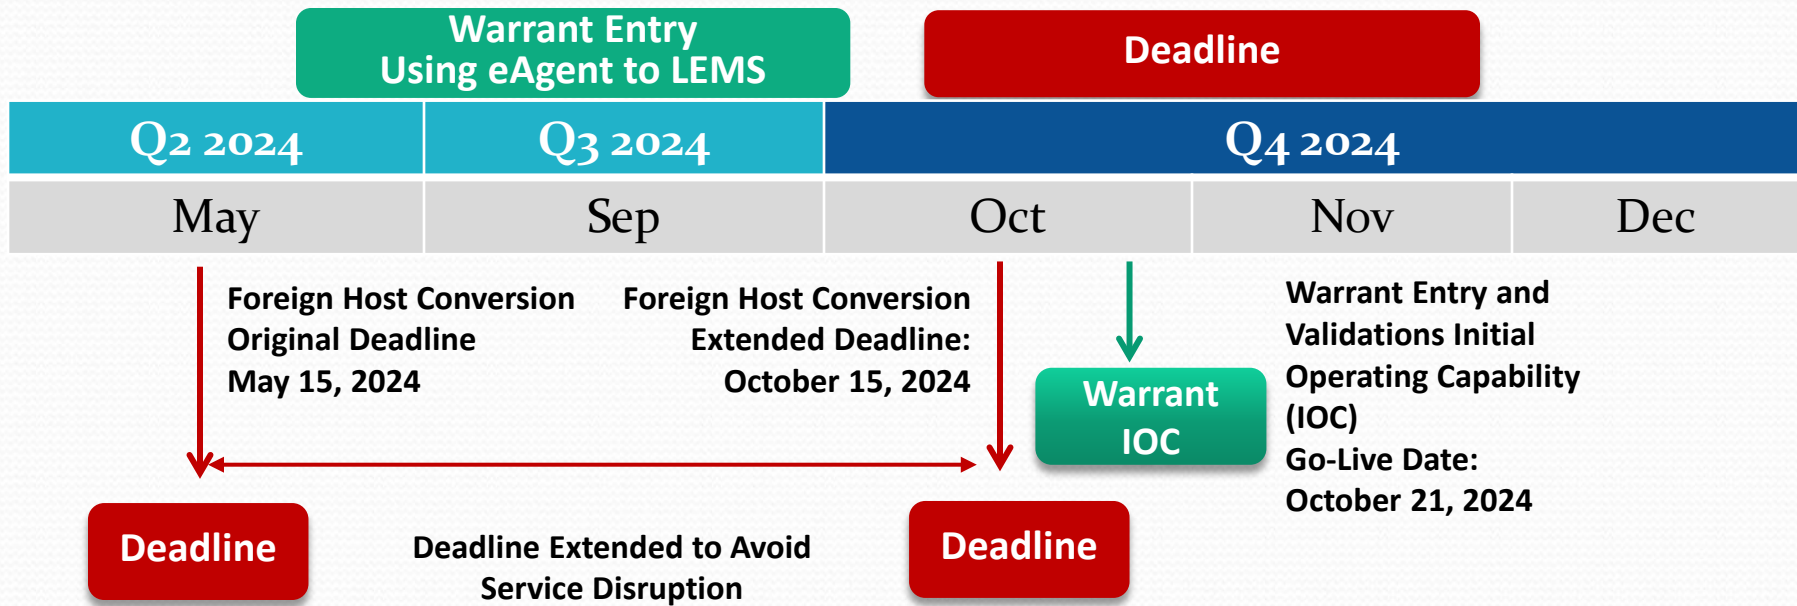 Warrant Entry
Using eAgent to LEMS
Deadline
Q2 2024
Q3 2024
Q4 2024
May
Sep
Oct
Nov
Dec
Foreign Host Conversion
Original Deadline
May 15, 2024
Foreign Host Conversion
Extended Deadline:
October 15, 2024
Warrant
IOC
Warrant Entry and
Validations Initial
Operating Capability
(IOC)
Go-Live Date:
October 21, 2024
Deadline
Deadline Extended to Avoid
Service Disruption
Deadline